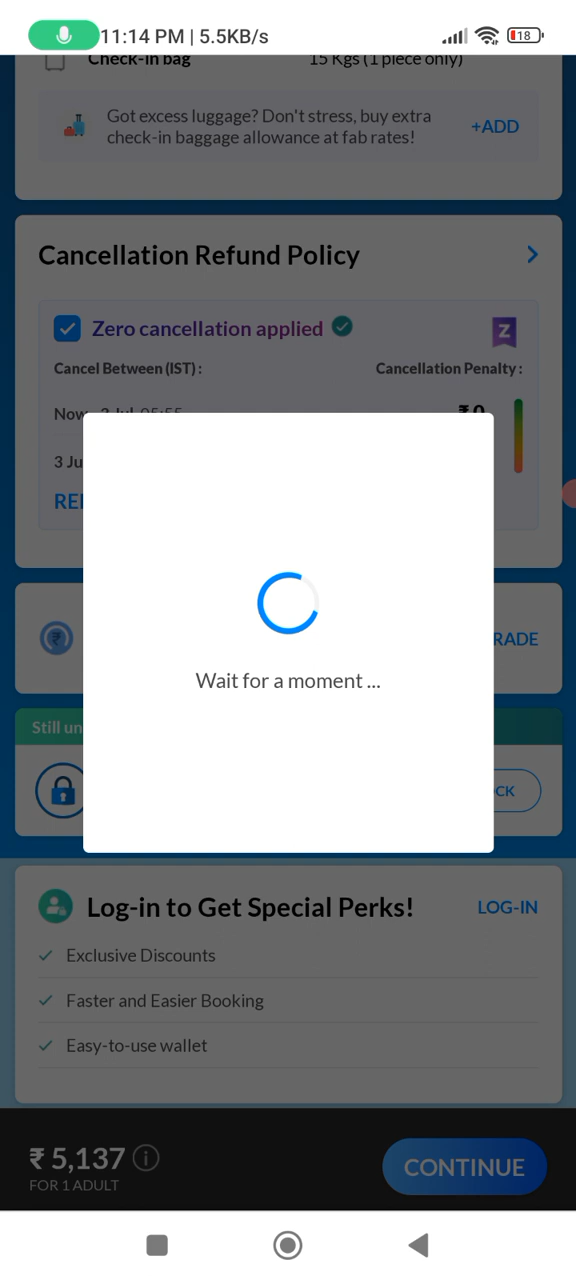 11:14 PM | 5.5KB/s
18
Check-in bag 15 Kgs (1 piece only)
Got excess luggage? Don't stress, buy extra
check-in baggage allowance at fab rates!
+ADD
Cancellation Refund Policy
Zero cancellation applied
Z
Cancel Between (IST) : Cancellation Penalty :
Now - 3 Jul, 05:55 ₹ 0
3 Ju
REI
Wait for a moment ...
RADE
Still un
CK
Log-in to Get Special Perks! LOG-IN
Exclusive Discounts
Faster and Easier Booking
Easy-to-use wallet
₹ 5,137
FOR 1 ADULT
CONTINUE